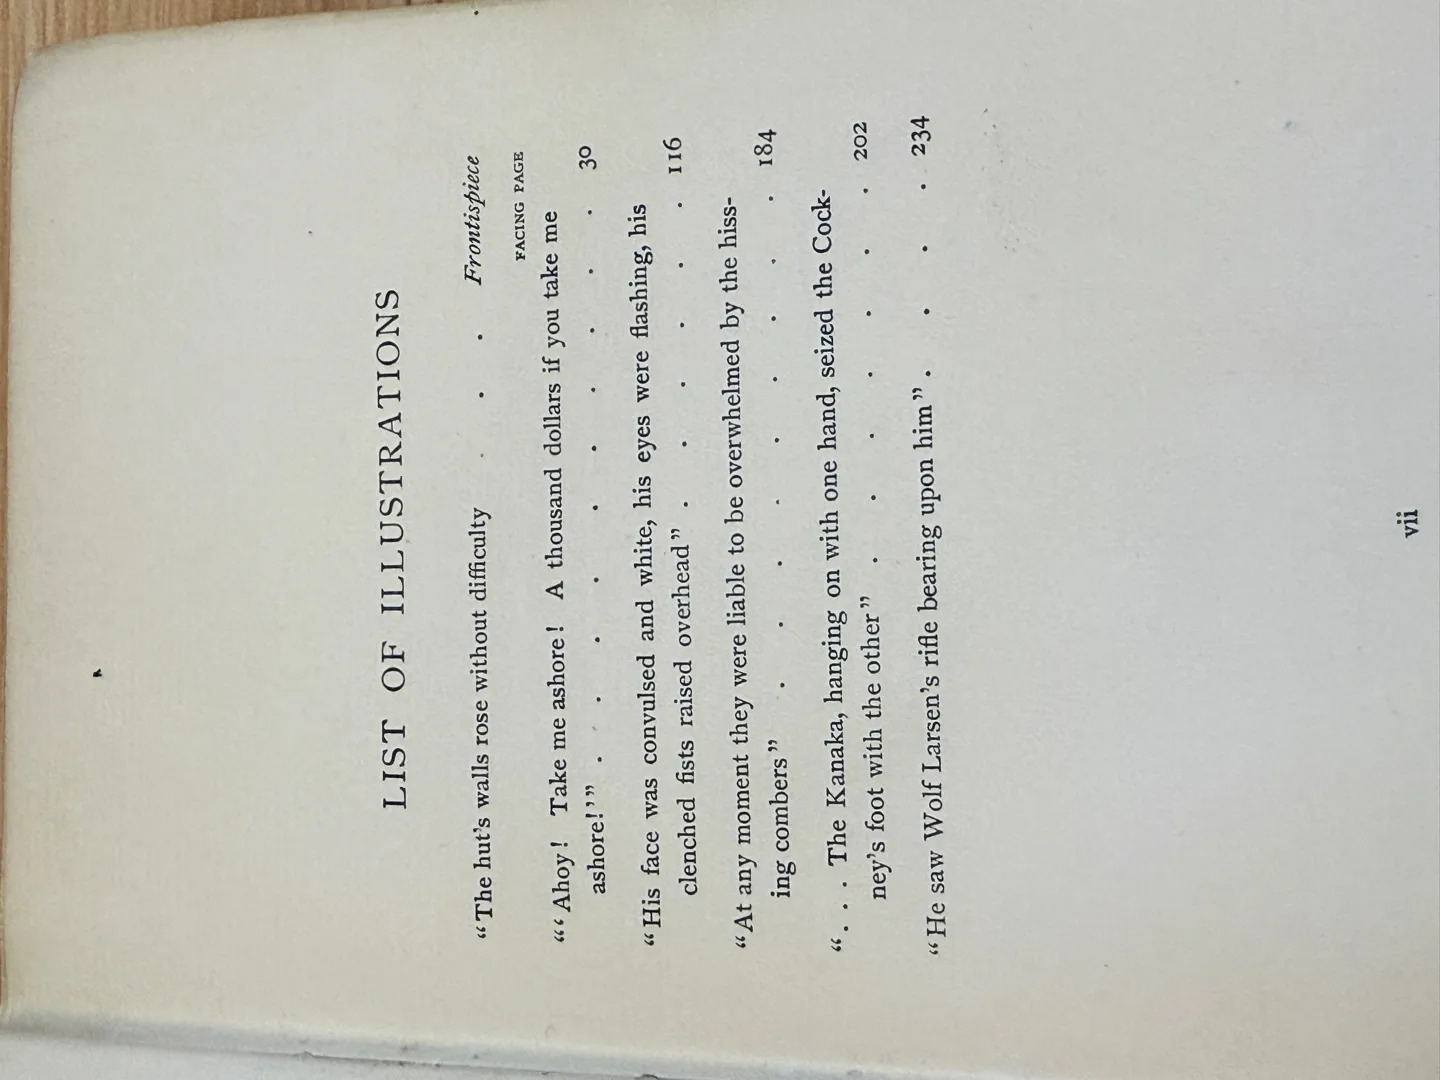 LIST OF ILLUSTRATIONS
“The hut’s walls rose without difficulty . . . Frontispiece
FACING PAGE
“‘Ahoy! Take me ashore! A thousand dollars if you take me
ashore!’” . . . . . . . . . . 30
“His face was convulsed and white, his eyes were flashing, his
clenched fists raised overhead” . . . . . . 116
“At any moment they were liable to be overwhelmed by the hiss-
ing combers” . . . . . . . . . 184
“. . . The Kanaka, hanging on with one hand, seized the Cock-
ney’s foot with the other” . . . . . . . 202
“He saw Wolf Larsen’s rifle bearing upon him” . . . . 234
vii